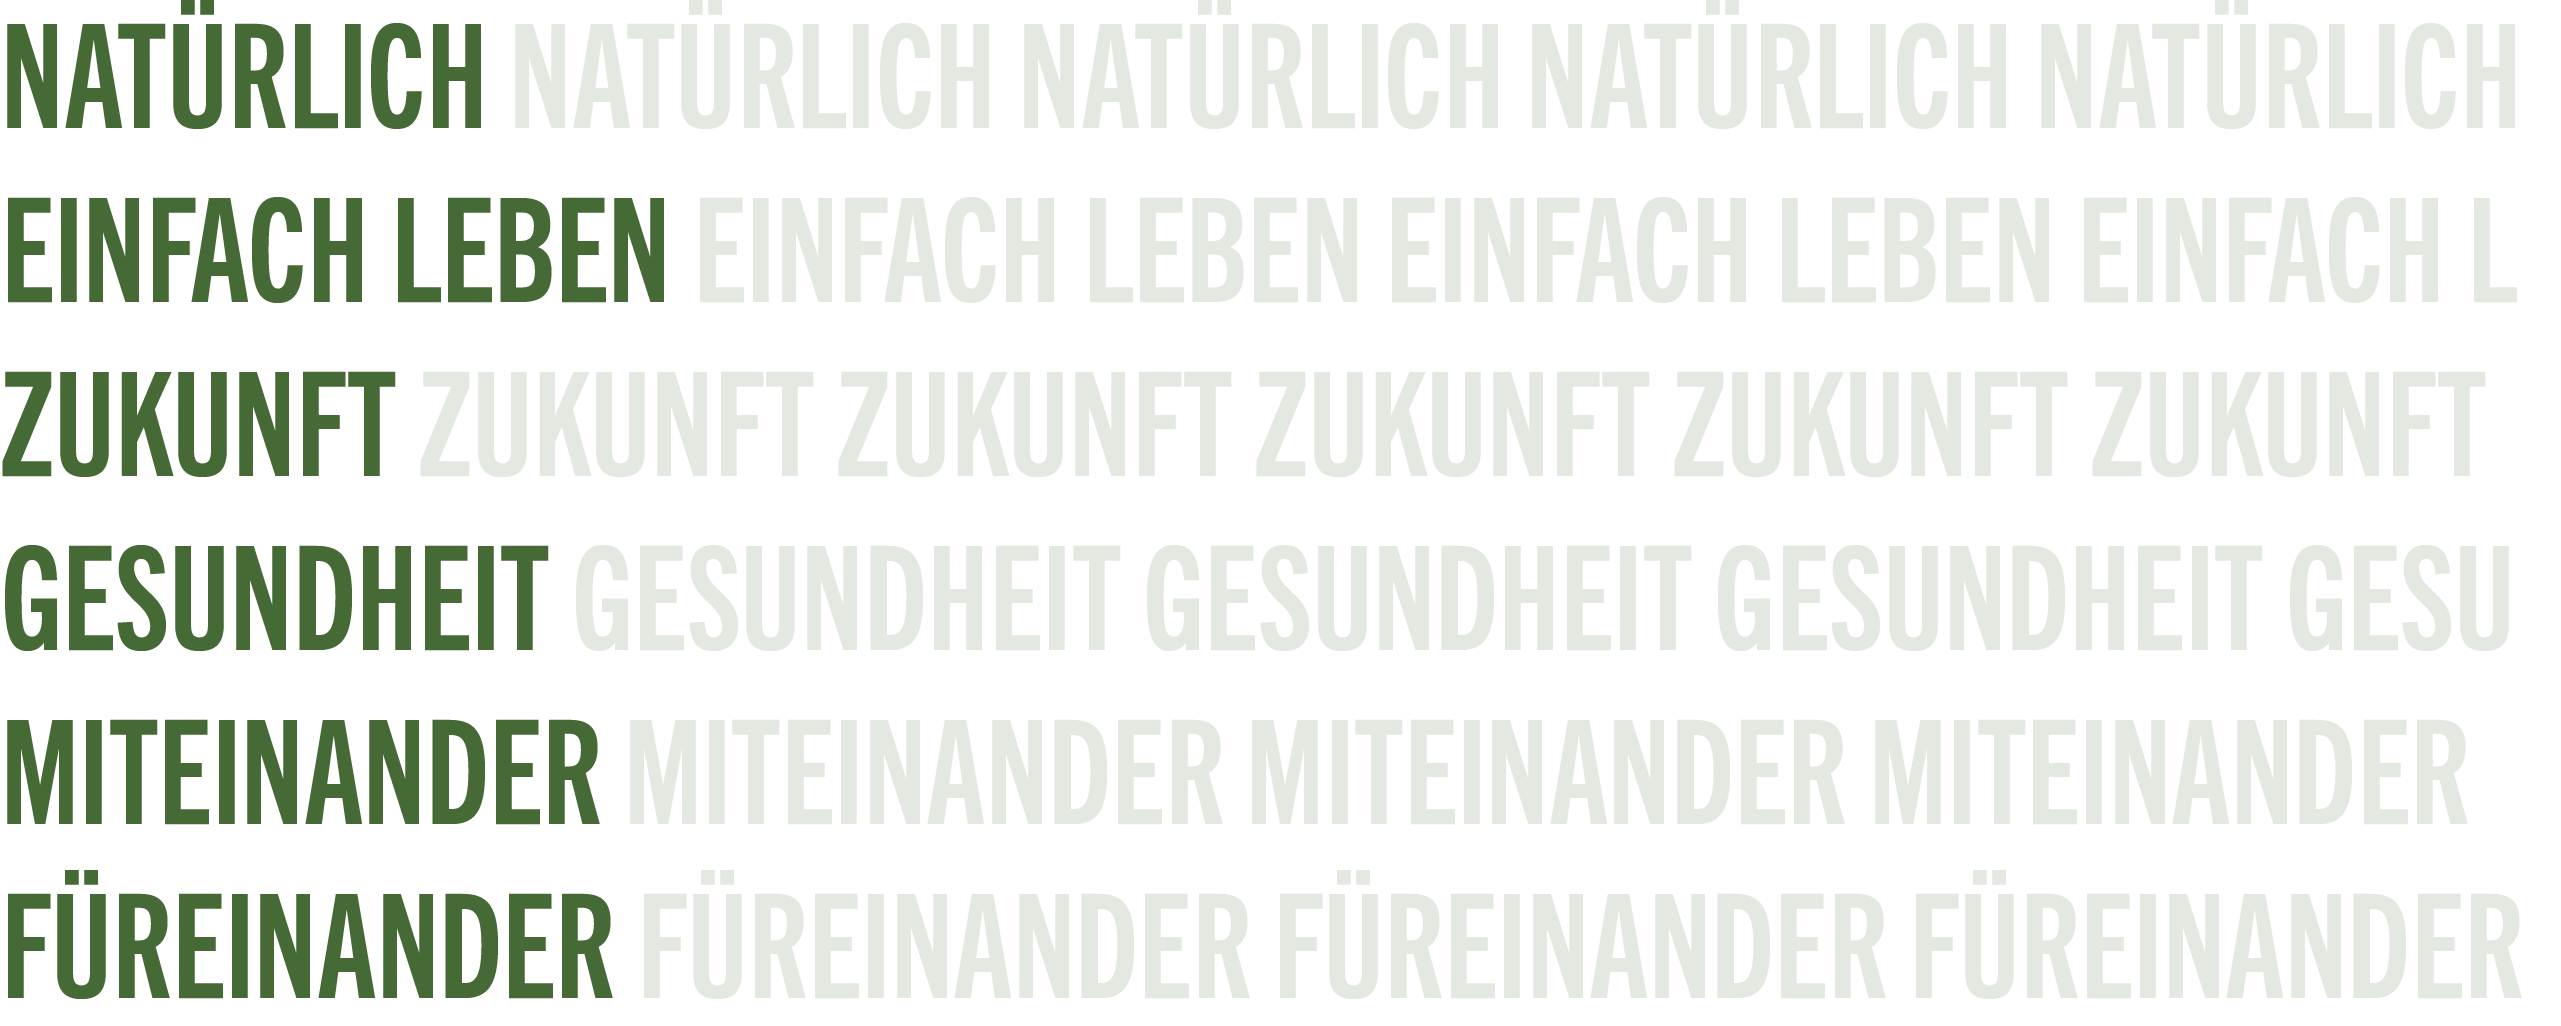 NATÜRLICH NATÜRLICH NATÜRLICH NATÜRLICH NATÜRLICH
EINFACH LEBEN EINFACH LEBEN EINFACH LEBEN EINFACH L
ZUKUNFT ZUKUNFT ZUKUNFT ZUKUNFT ZUKUNFT ZUKUNFT
GESUNDHEIT GESUNDHEIT GESUNDHEIT GESUNDHEIT GESU
MITEINANDER MITEINANDER MITEINANDER MITEINANDER
FÜREINANDER FÜREINANDER FÜREINANDER FÜREINANDER